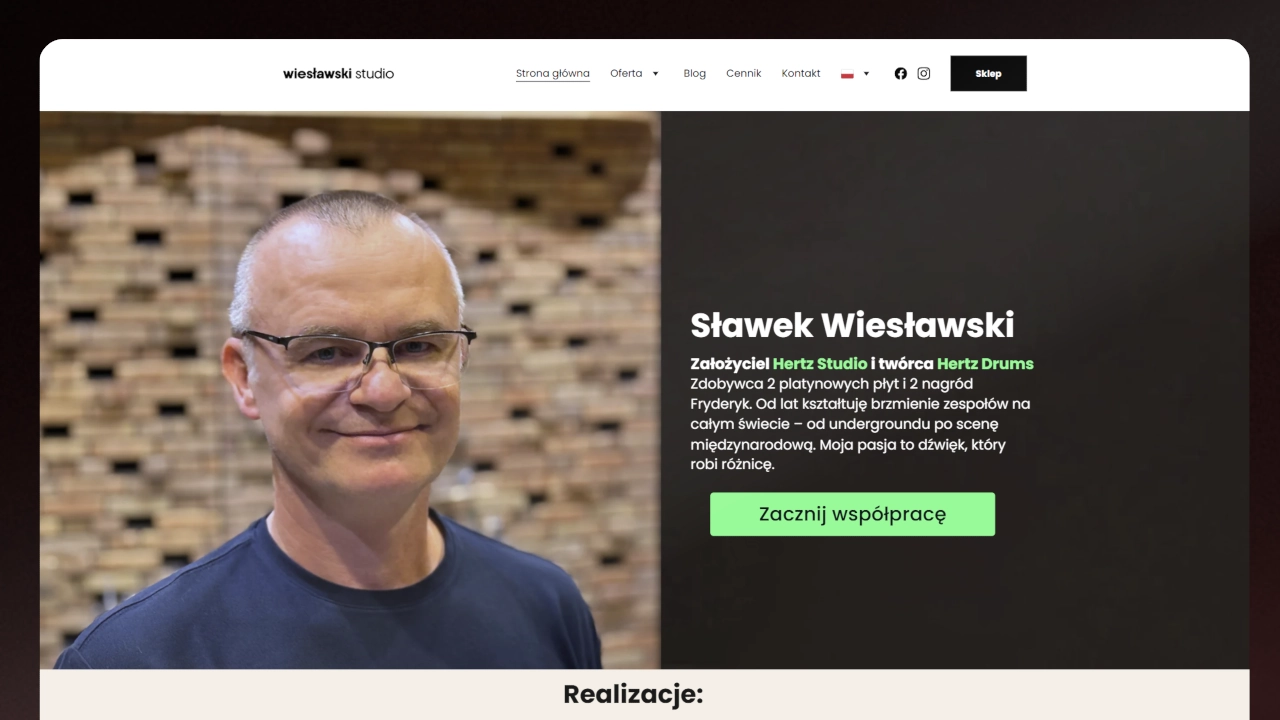 wiesławski studio
Strona główna
Oferta
Blog
Cennik
Kontakt
Sklep
Sławek Wiesławski
Założyciel Hertz Studio i twórca Hertz Drums
Zdobywca 2 platynowych płyt i 2 nagród
Fryderyk. Od lat kształtuję brzmienie zespołów na
całym świecie – od undergroundu po scenę
międzynarodową. Moja pasja to dźwięk, który
robi różnicę.
Zacznij współpracę
Realizacje: